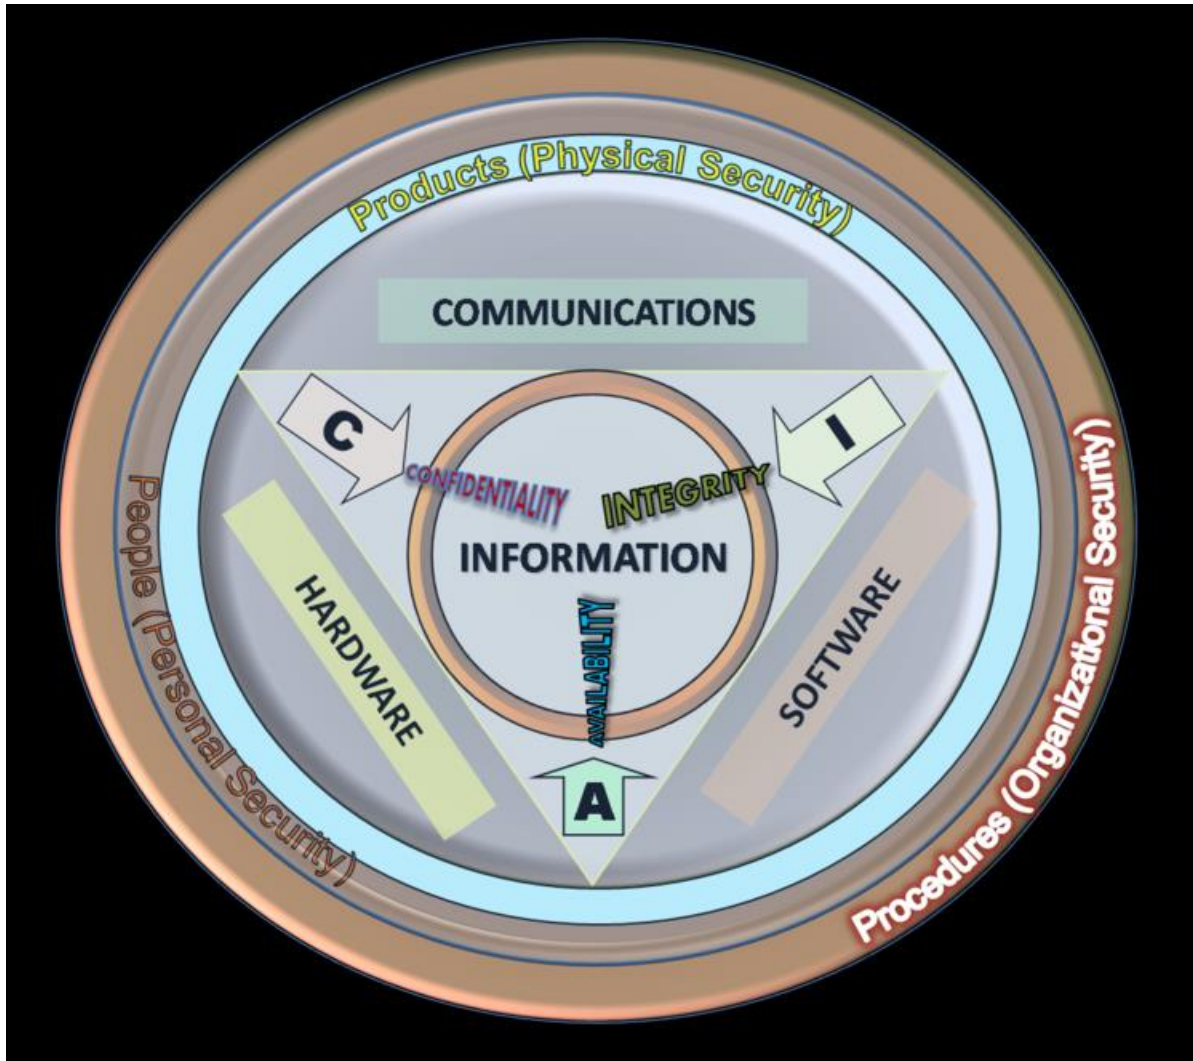 Products (Physical Security)
COMMUNICATIONS
C
I
CONFIDENTIALITY
INTEGRITY
INFORMATION
HARDWARE
AVAILABILITY
SOFTWARE
A
People (Personal Security)
Procedures (Organizational Security)